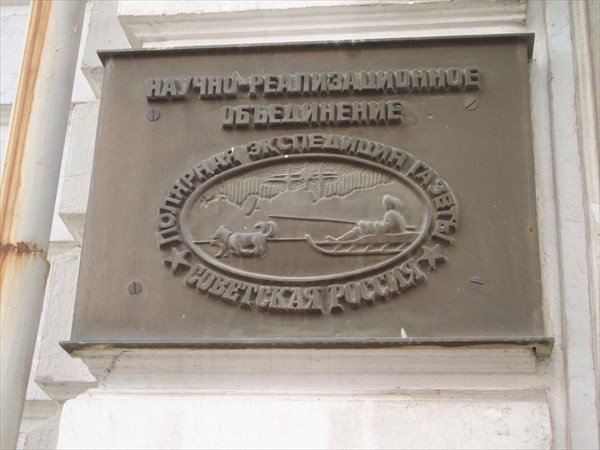 НАУЧНО-РЕАЛИЗАЦИОННОЕ
ОБЪЕДИНЕНИЕ
ПОЛЯРНАЯ ЭКСПЕДИЦИЯ ГАЗЕТЫ
СОВЕТСКАЯ РОССИЯ